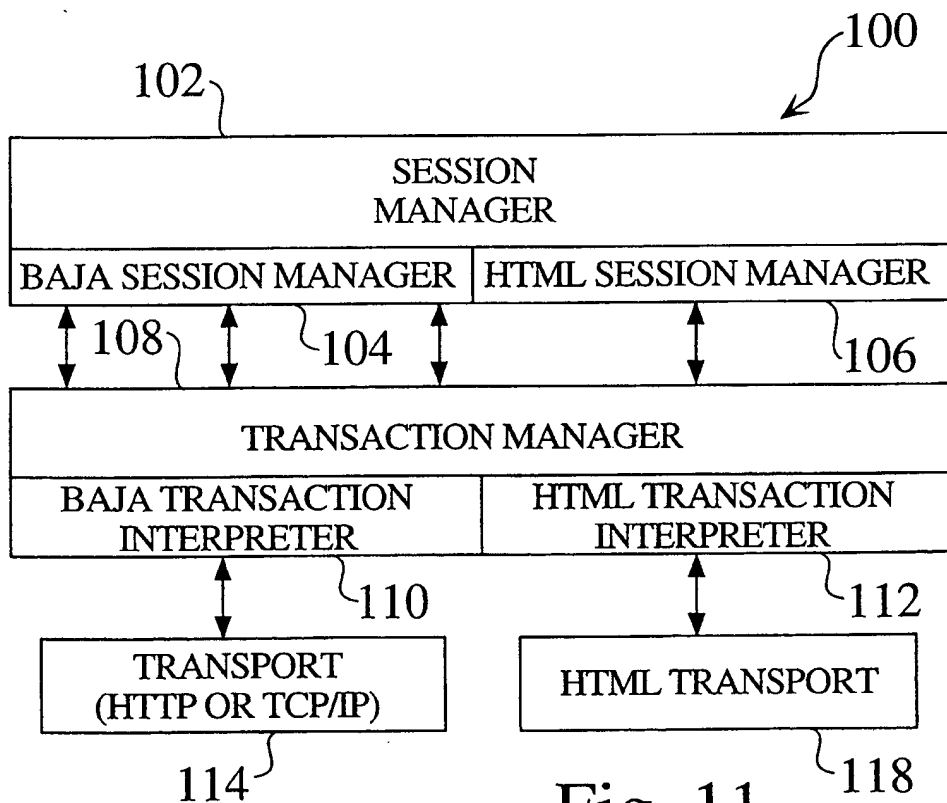 100
102
SESSION
MANAGER
BAJA SESSION MANAGER
HTML SESSION MANAGER
108
104
106
TRANSACTION MANAGER
BAJA TRANSACTION
INTERPRETER
HTML TRANSACTION
INTERPRETER
110
112
TRANSPORT
(HTTP OR TCP/IP)
HTML TRANSPORT
114
118
Fig. 11